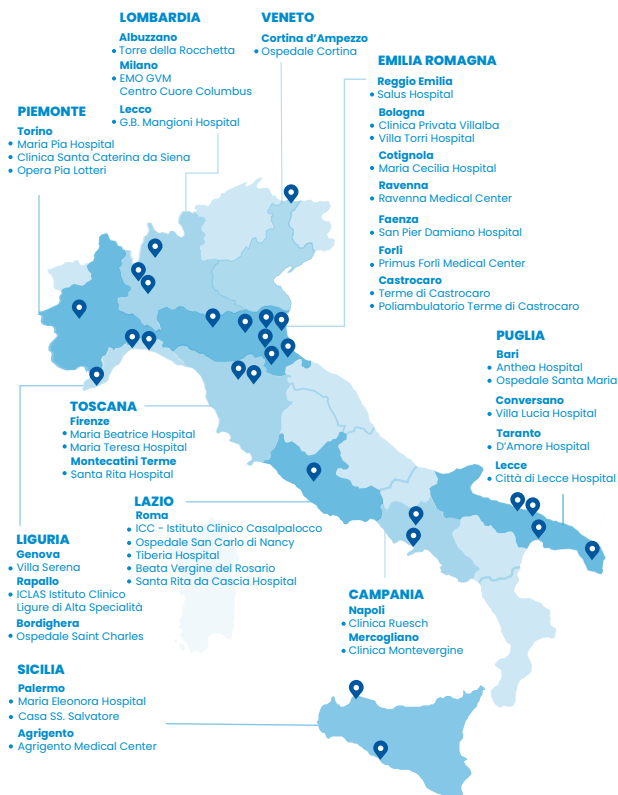 LOMBARDIA
Albuzzano
• Torre della Rocchetta
Milano
• EMO GVM
Centro Cuore Columbus
Lecco
• G.B. Mangioni Hospital
VENETO
Cortina d’Ampezzo
• Ospedale Cortina
EMILIA ROMAGNA
Reggio Emilia
• Salus Hospital
Bologna
• Clinica Privata Villalba
• Villa Torri Hospital
Cotignola
• Maria Cecilia Hospital
Ravenna
• Ravenna Medical Center
Faenza
• San Pier Damiano Hospital
Forlì
• Primus Forlì Medical Center
Castrocaro
• Terme di Castrocaro
• Poliambulatorio Terme di Castrocaro
PIEMONTE
Torino
• Maria Pia Hospital
• Clinica Santa Caterina da Siena
• Opera Pia Lotteri
PUGLIA
Bari
• Anthea Hospital
• Ospedale Santa Maria
Conversano
• Villa Lucia Hospital
Taranto
• D’Amore Hospital
Lecce
• Città di Lecce Hospital
TOSCANA
Firenze
• Maria Beatrice Hospital
• Maria Teresa Hospital
Montecatini Terme
• Santa Rita Hospital
LAZIO
Roma
• ICC - Istituto Clinico Casalpalocco
• Ospedale San Carlo di Nancy
• Tiberia Hospital
• Beata Vergine del Rosario
• Santa Rita da Cascia Hospital
LIGURIA
Genova
• Villa Serena
Rapallo
• ICLAS Istituto Clinico
Ligure di Alta Specialità
Bordighera
• Ospedale Saint Charles
CAMPANIA
Napoli
• Clinica Ruesch
Mercogliano
• Clinica Montevergine
SICILIA
Palermo
• Maria Eleonora Hospital
• Casa SS. Salvatore
Agrigento
• Agrigento Medical Center